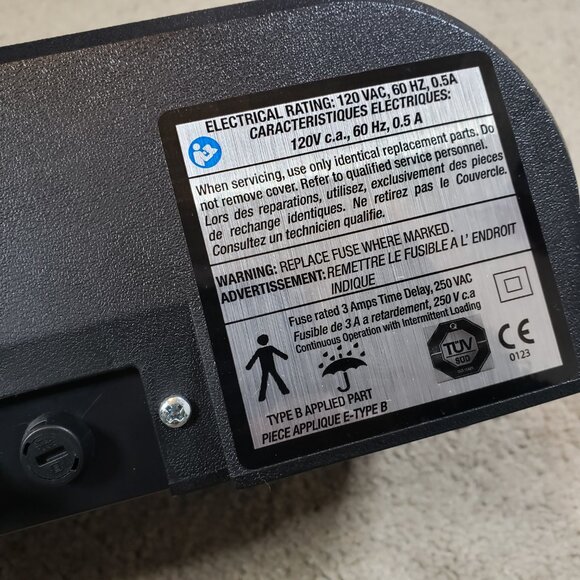 ELECTRICAL RATING: 120 VAC, 60 HZ, 0.5A
CARACTERISTIQUES ELECTRIQUES:
120V c.a., 60 Hz, 0.5 A
When servicing, use only identical replacement parts. Do
not remove cover. Refer to qualified service personnel.
Lors des reparations, utilisez, exclusivement des pieces
de rechange identiques. Ne retirez pas le Couvercle.
Consultez un technicien qualifie.
WARNING: REPLACE FUSE WHERE MARKED.
ADVERTISSEMENT: REMETTRE LE FUSIBLE A L' ENDROIT
INDIQUE
Fuse rated 3 Amps Time Delay, 250 VAC
Fusible de 3 A a retardement, 250 V c.a
Continuous Operation with Intermittent Loading
TÜV
SÜD
CE
0123
TYPE B APPLIED PART
PIECE APPLIQUE E-TYPE B